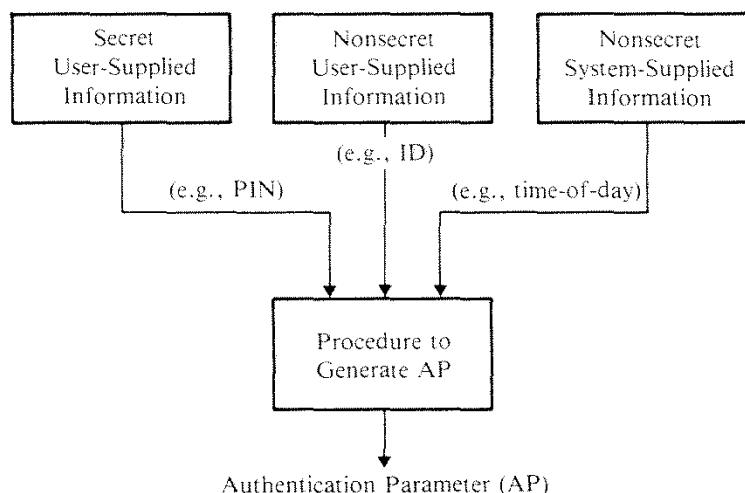 Secret
User-Supplied
Information
Nonsecret
User-Supplied
Information
Nonsecret
System-Supplied
Information
(e.g., ID)
(e.g., PIN)
(e.g., time-of-day)
Procedure to
Generate AP
Authentication Parameter (AP)